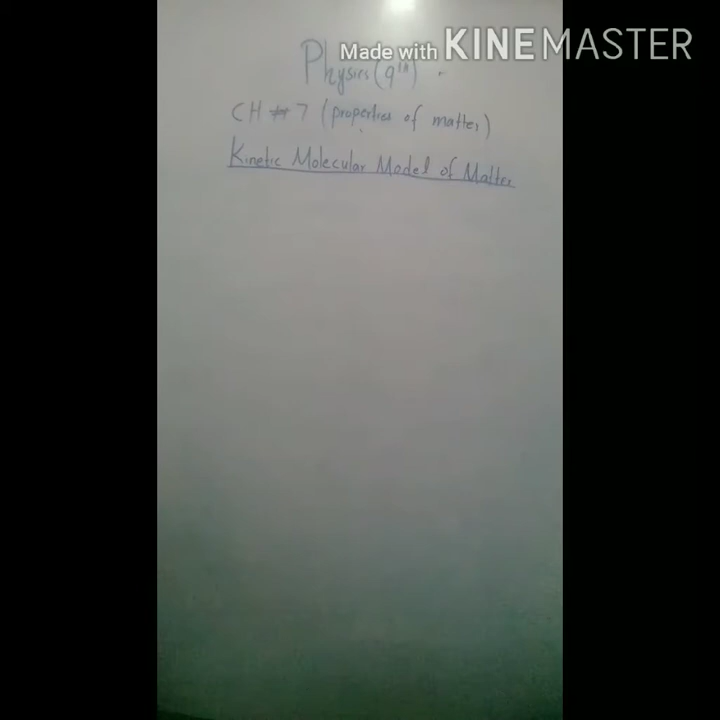 Made with KINEMASTER
Physics (9th)
CH # 7 (properties of matter)
Kinetic Molecular Model of Matter